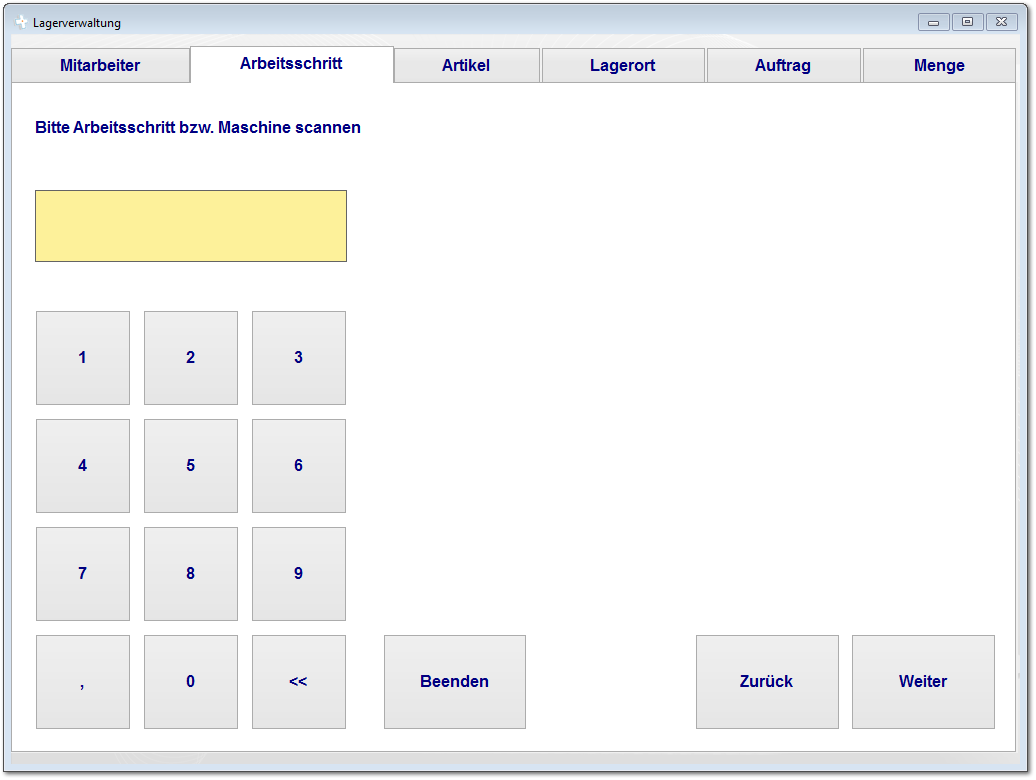 Lagerverwaltung
Mitarbeiter Arbeitsschritt Artikel Lagerort Auftrag Menge
Bitte Arbeitsschritt bzw. Maschine scannen
1 2 3
4 5 6
7 8 9
, 0 << Beenden Zurück Weiter